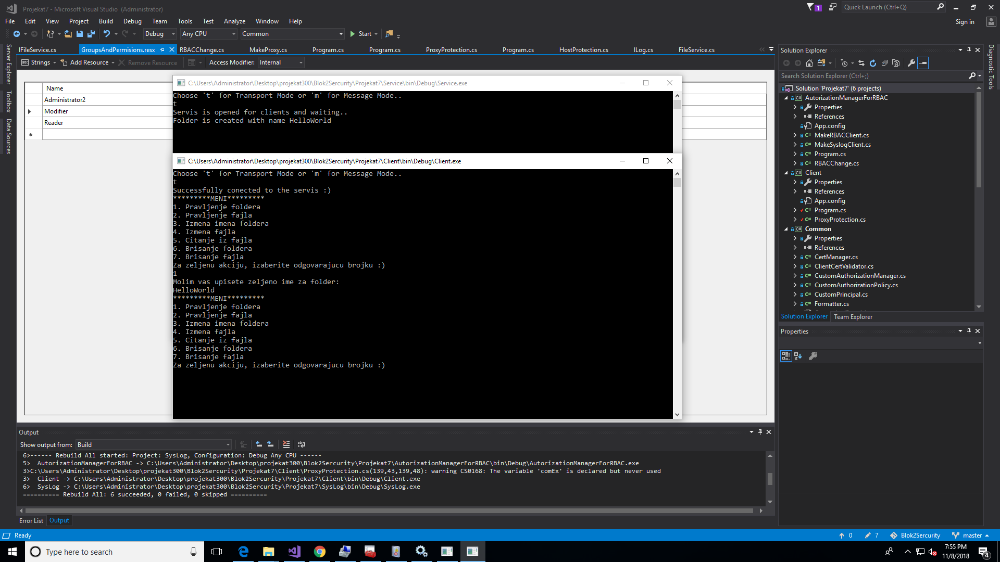 Projekat7 - Microsoft Visual Studio (Administrator)
1
Quick Launch (Ctrl+Q)
File Edit View Project Build Debug Team Tools Test Analyze Window Help
Sign in
Debug Any CPU Common Start
IFileService.cs GroupsAndPermisions.resx RBACChange.cs MakeProxy.cs Program.cs Program.cs ProxyProtection.cs Program.cs HostProtection.cs ILog.cs FileService.cs
Strings Add Resource Remove Resource Access Modifier: Internal
Server Explorer
Toolbox
Data Sources
Name
Administrator2
Modifier
Reader
C:\Users\Administrator\Desktop\projekat300\Blok2Sercurity\Projekat7\Service\bin\Debug\Service.exe
Choose 't' for Transport Mode or 'm' for Message Mode..
t
Servis is opened for clients and waiting..
Folder is created with name HelloWorld
C:\Users\Administrator\Desktop\projekat300\Blok2Sercurity\Projekat7\Client\bin\Debug\Client.exe
Choose 't' for Transport Mode or 'm' for Message Mode..
t
Successfully conected to the servis :)
*********MENI*********
1. Pravljenje foldera
2. Pravljenje fajla
3. Izmena imena foldera
4. Izmena fajla
5. Citanje iz fajla
6. Brisanje foldera
7. Brisanje fajla
Za zeljenu akciju, izaberite odgovarajucu brojku :)
1
Molim vas upisete zeljeno ime za folder:
HelloWorld
*********MENI*********
1. Pravljenje foldera
2. Pravljenje fajla
3. Izmena imena foldera
4. Izmena fajla
5. Citanje iz fajla
6. Brisanje foldera
7. Brisanje fajla
Za zeljenu akciju, izaberite odgovarajucu brojku :)
Solution Explorer
Search Solution Explorer (Ctrl+;)
Solution 'Projekat7' (6 projects)
AutorizationManagerForRBAC
Properties
References
App.config
MakeRBACClient.cs
MakeSyslogClient.cs
Program.cs
RBACChange.cs
Client
Properties
References
App.config
Program.cs
ProxyProtection.cs
Common
Properties
References
CertManager.cs
ClientCertValidator.cs
CustomAuthorizationManager.cs
CustomAuthorizationPolicy.cs
CustomPrincipal.cs
Formatter.cs
Solution Explorer Team Explorer
Properties
Diagnostic Tools
Output
Show output from: Build
6>------ Rebuild All started: Project: SysLog, Configuration: Debug Any CPU ------
5>  AutorizationManagerForRBAC -> C:\Users\Administrator\Desktop\projekat300\Blok2Sercurity\Projekat7\AutorizationManagerForRBAC\bin\Debug\AutorizationManagerForRBAC.exe
3>C:\Users\Administrator\Desktop\projekat300\Blok2Sercurity\Projekat7\Client\ProxyProtection.cs(139,43,139,48): warning CS0168: The variable 'comEx' is declared but never used
3>  Client -> C:\Users\Administrator\Desktop\projekat300\Blok2Sercurity\Projekat7\Client\bin\Debug\Client.exe
6>  SysLog -> C:\Users\Administrator\Desktop\projekat300\Blok2Sercurity\Projekat7\SysLog\bin\Debug\SysLog.exe
========== Rebuild All: 6 succeeded, 0 failed, 0 skipped ==========
Error List Output
Ready
0 7 Blok2Sercurity master
Type here to search
7:55 PM
11/8/2018
4